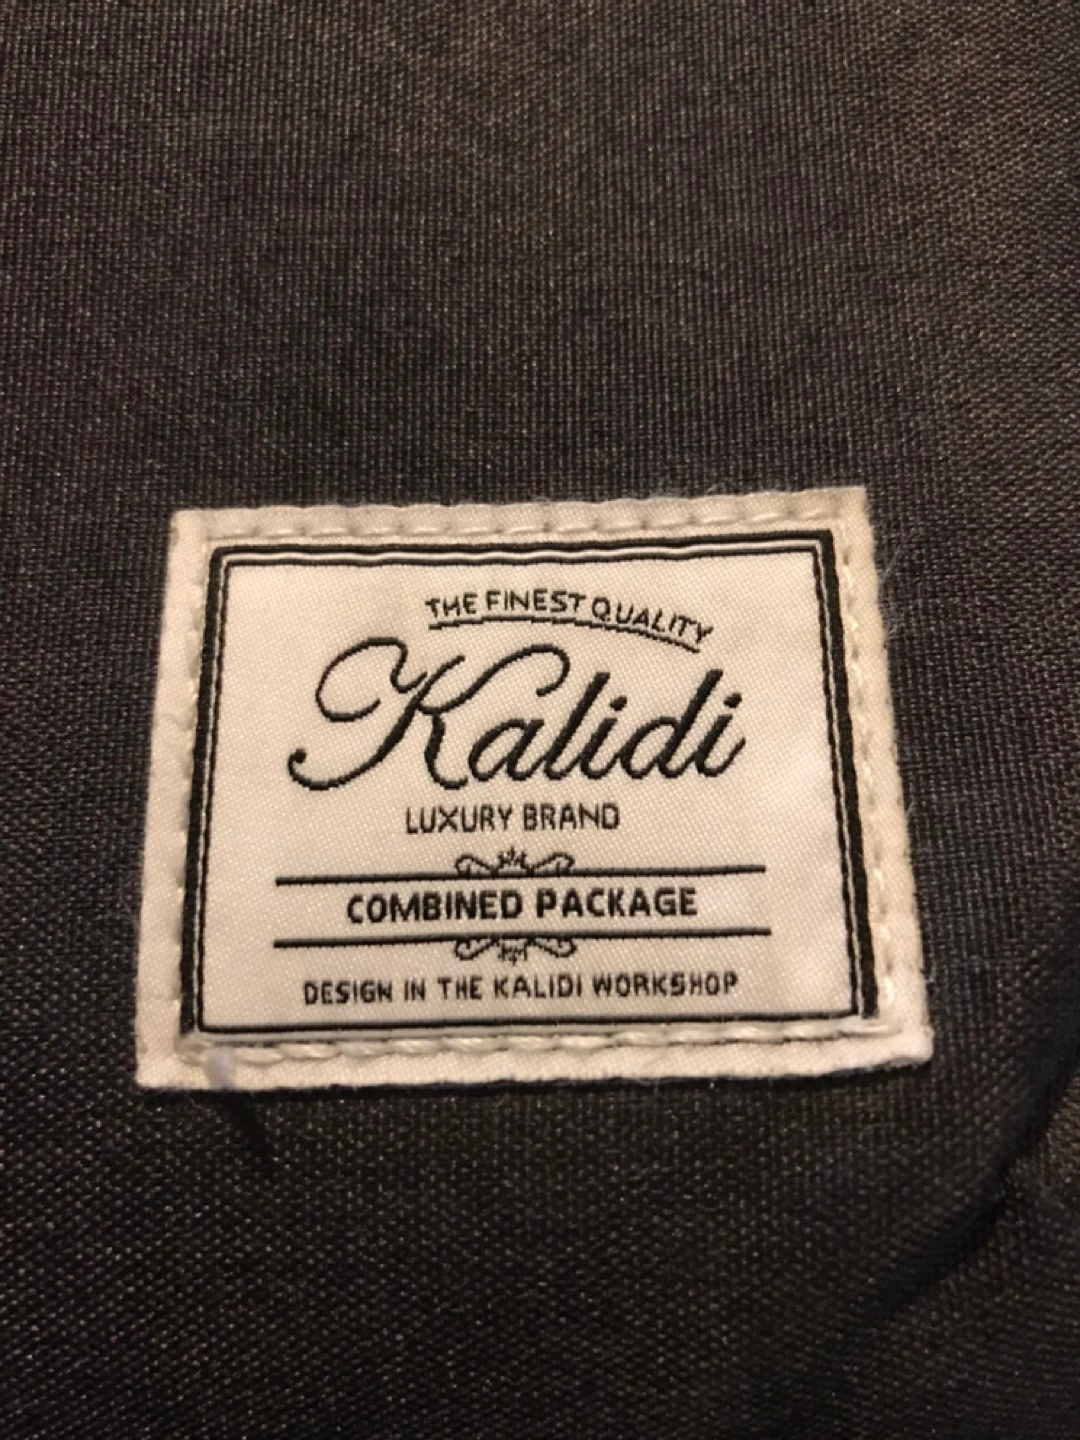 THE FINEST QUALITY
Kalidi
LUXURY BRAND
COMBINED PACKAGE
DESIGN IN THE KALIDI WORKSHOP